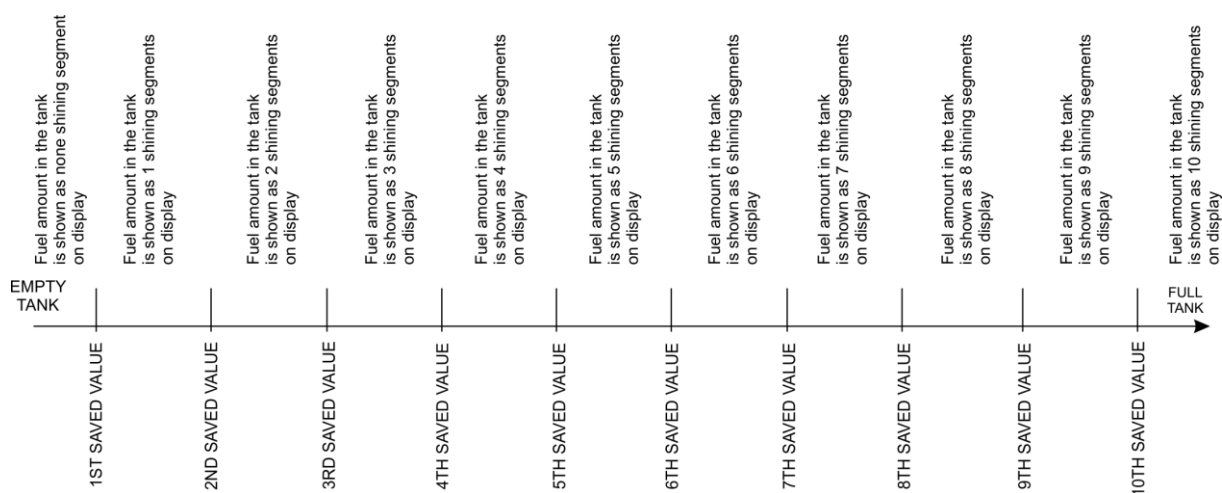 Fuel amount in the tank
is shown as none shining segment
on display
Fuel amount in the tank
is shown as 1 shining segments
on display
Fuel amount in the tank
is shown as 2 shining segments
on display
Fuel amount in the tank
is shown as 3 shining segments
on display
Fuel amount in the tank
is shown as 4 shining segments
on display
Fuel amount in the tank
is shown as 5 shining segments
on display
Fuel amount in the tank
is shown as 6 shining segments
on display
Fuel amount in the tank
is shown as 7 shining segments
on display
Fuel amount in the tank
is shown as 8 shining segments
on display
Fuel amount in the tank
is shown as 9 shining segments
on display
Fuel amount in the tank
is shown as 10 shining segments
on display
EMPTY
TANK
FULL
TANK
1ST SAVED VALUE
2ND SAVED VALUE
3RD SAVED VALUE
4TH SAVED VALUE
5TH SAVED VALUE
6TH SAVED VALUE
7TH SAVED VALUE
8TH SAVED VALUE
9TH SAVED VALUE
10TH SAVED VALUE